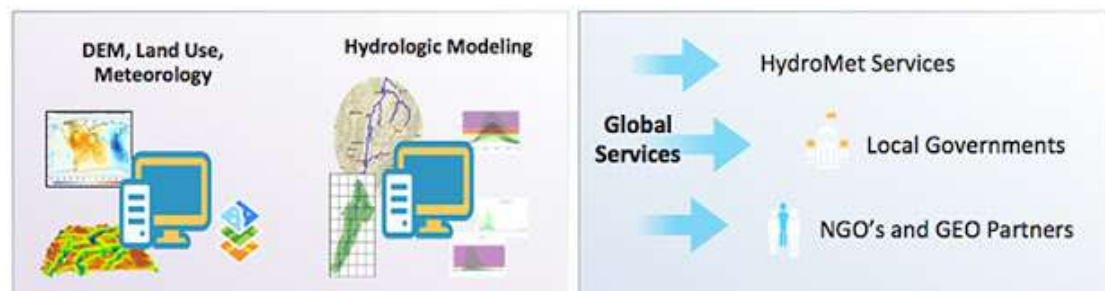 DEM, Land Use,
Meteorology
Hydrologic Modeling
Global
Services
HydroMet Services
Local Governments
NGO's and GEO Partners